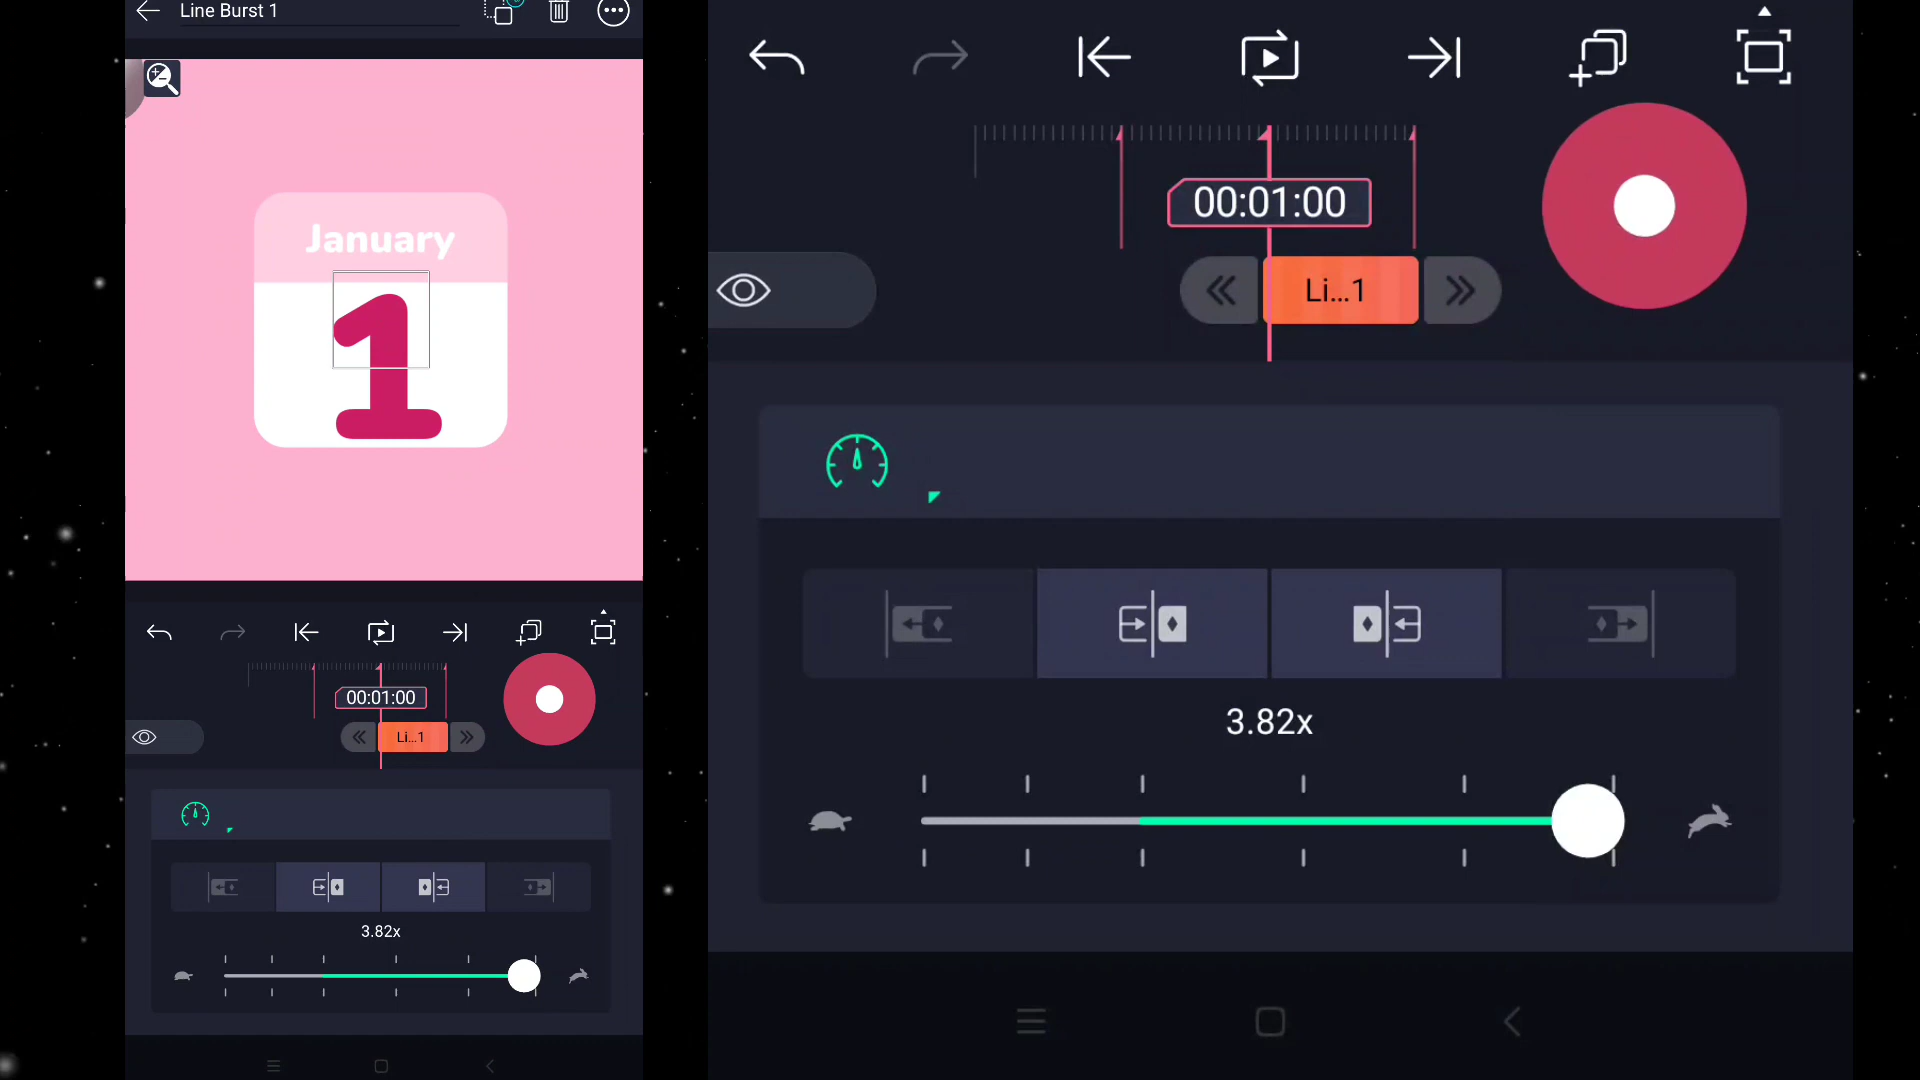 Line Burst 1
January
1
00:01:00
Li...1
3.82x
00:01:00
Li...1
3.82x